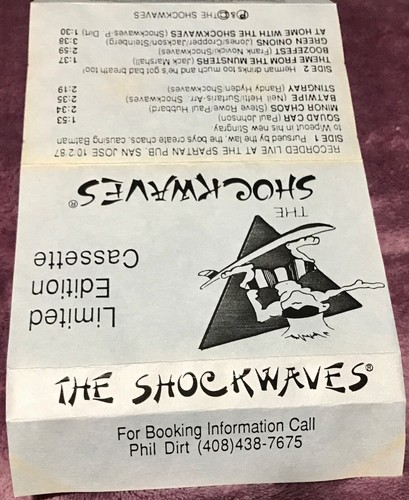 Limited
Edition
Cassette
THE
SHOCKWAVES®
RECORDED LIVE AT THE SPARTAN PUB, SAN JOSE 10.2.87
SIDE 1 Pursued by the law, the boys create chaos, causing Batman
to Wipeout in his new Stingray
SQUAD CAR (Paul Johnson) 1:53
MINOR CHAOS (Steve Rowe/Paul Hubbard) 2:34
(Neil Hefti/Surfaris-Arr. Shockwaves) 2:35
STINGRAY (Randy Hyden/Shockwaves) 2:19
SIDE 2 Herman drinks too much and he's got bad breath too!
THEME FROM THE MUNSTERS (Jack Marshall) 1:37
BOOZEFEST (Frank Novicki/Shockwaves) 2:59
GREEN ONIONS (Jones/Cropper/Jackson/Steinberg) 3:38
AT HOME WITH THE SHOCKWAVES (Shockwaves-P. Dirt) 1:30
℗&© THE SHOCKWAVES
THE SHOCKWAVES®
For Booking Information Call
Phil Dirt (408)438-7675